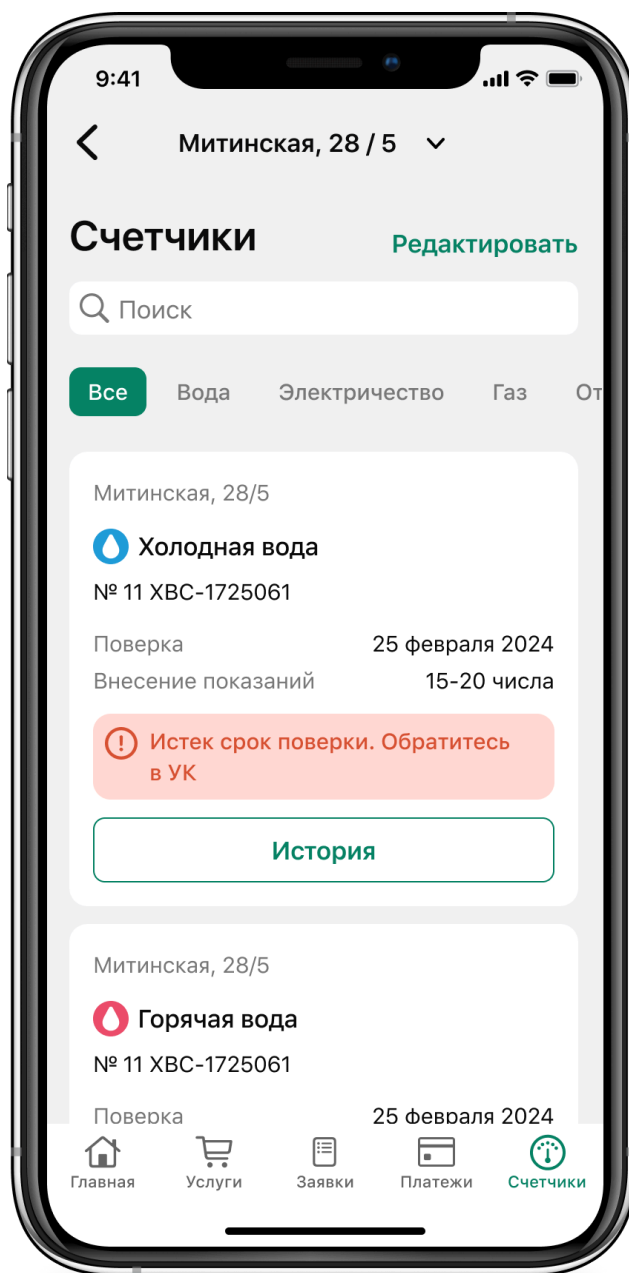 9:41
Митинская, 28 / 5
Счетчики
Редактировать
Поиск
Все Вода Электричество Газ От
Митинская, 28/5
Холодная вода
№ 11 ХВС-1725061
Поверка 25 февраля 2024
Внесение показаний 15-20 числа
Истек срок поверки. Обратитесь
в УК
История
Митинская, 28/5
Горячая вода
№ 11 ХВС-1725061
Поверка 25 февраля 2024
Главная Услуги Заявки Платежи Счетчики